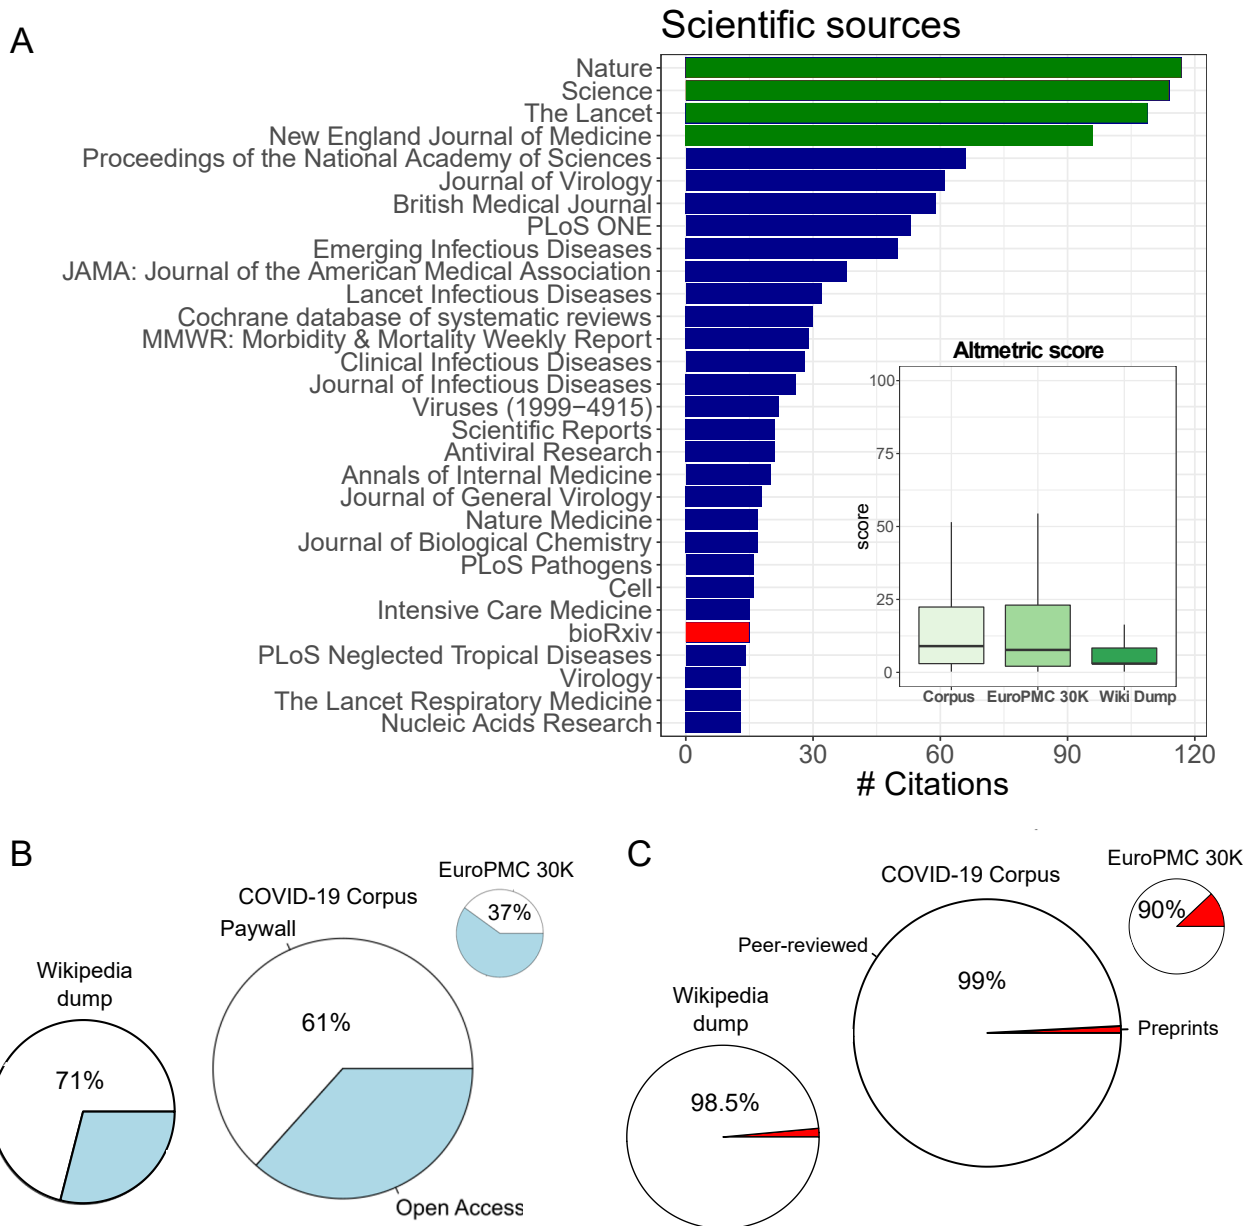 A
Scientific sources
Nature
Science
The Lancet
New England Journal of Medicine
Proceedings of the National Academy of Sciences
Journal of Virology
British Medical Journal
PLoS ONE
Emerging Infectious Diseases
JAMA: Journal of the American Medical Association
Lancet Infectious Diseases
Cochrane database of systematic reviews
MMWR: Morbidity & Mortality Weekly Report
Clinical Infectious Diseases
Journal of Infectious Diseases
Viruses (1999−4915)
Scientific Reports
Antiviral Research
Annals of Internal Medicine
Journal of General Virology
Nature Medicine
Journal of Biological Chemistry
PLoS Pathogens
Cell
Intensive Care Medicine
bioRxiv
PLoS Neglected Tropical Diseases
Virology
The Lancet Respiratory Medicine
Nucleic Acids Research
0 30 60 90 120
# Citations
Altmetric score
100
75
50
25
0
score
Corpus EuroPMC 30K Wiki Dump
B
EuroPMC 30K
37%
COVID-19 Corpus
Paywall
61%
Open Access
Wikipedia
dump
71%
C
EuroPMC 30K
90%
COVID-19 Corpus
Peer-reviewed
99%
Preprints
Wikipedia
dump
98.5%